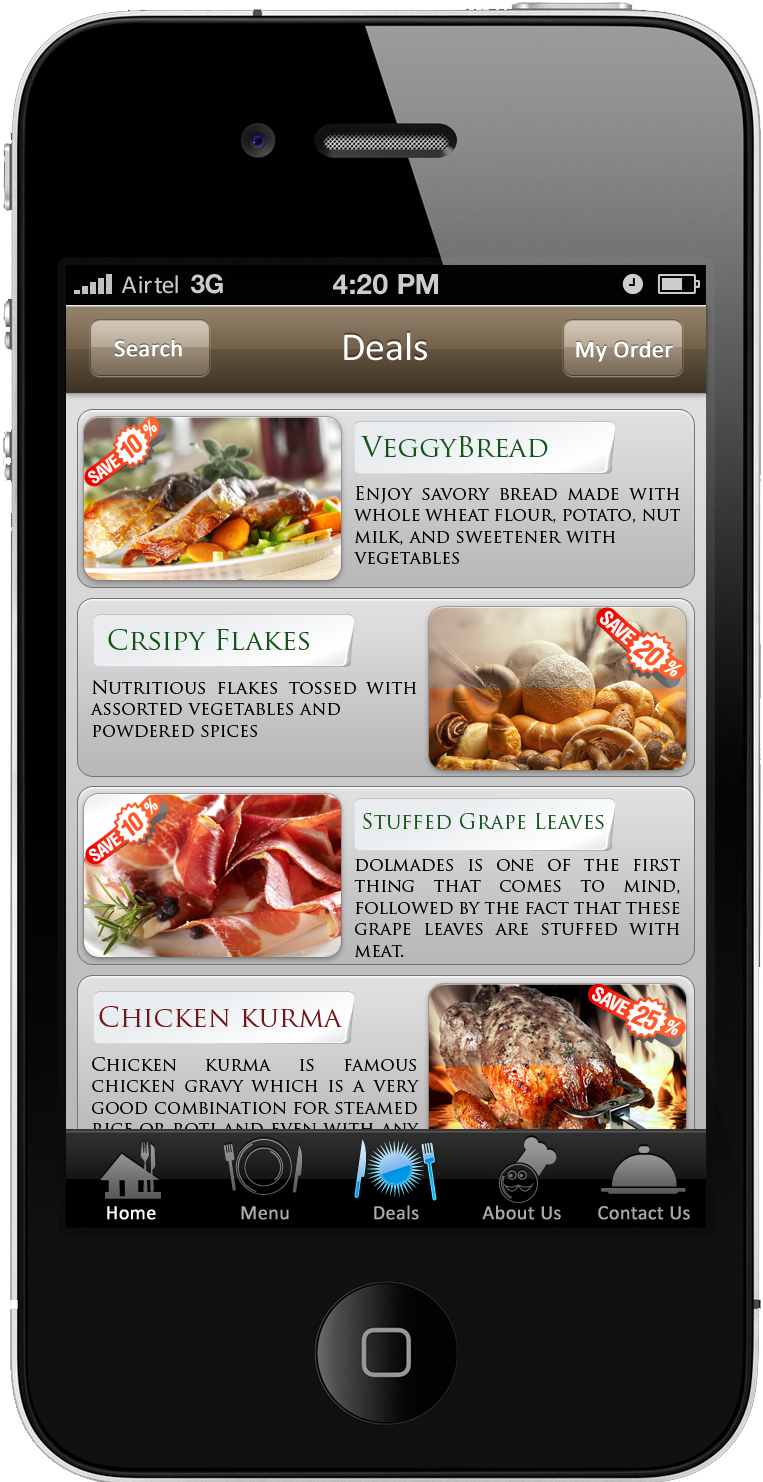 Airtel 3G 4:20 PM
Search Deals My Order
SAVE 10 %
VeggyBread
Enjoy savory bread made with
whole wheat flour, potato, nut
milk, and sweetener with
vegetables
Crsipy Flakes
Nutritious flakes tossed with
assorted vegetables and
powdered spices
SAVE 20 %
SAVE 10 %
Stuffed Grape Leaves
dolmades is one of the first
thing that comes to mind,
followed by the fact that these
grape leaves are stuffed with
meat.
Chicken kurma
Chicken kurma is famous
chicken gravy which is a very
good combination for steamed
rice or roti and even with any
SAVE 25 %
Home Menu Deals About Us Contact Us